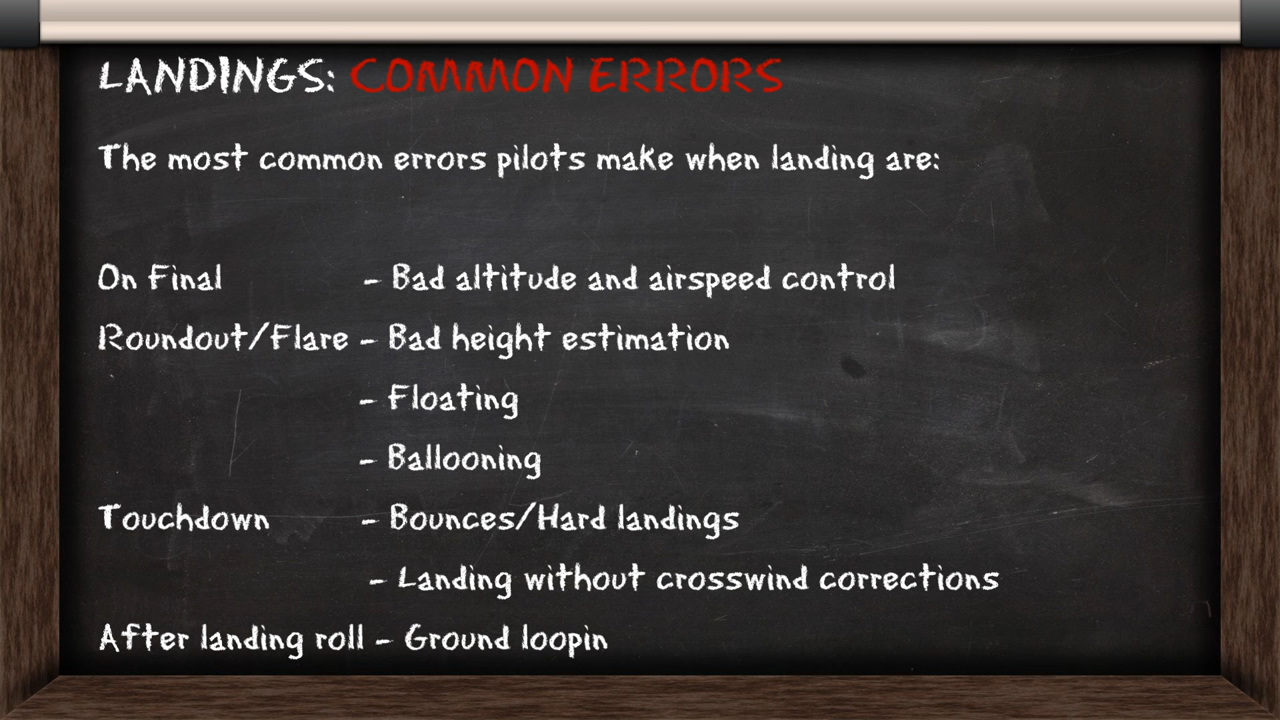 LANDINGS: COMMON ERRORS
The most common errors pilots make when landing are:
On Final - Bad altitude and airspeed control
Roundout/Flare - Bad height estimation
- Floating
- Ballooning
Touchdown - Bounces/Hard landings
- Landing without crosswind corrections
After landing roll - Ground loopin